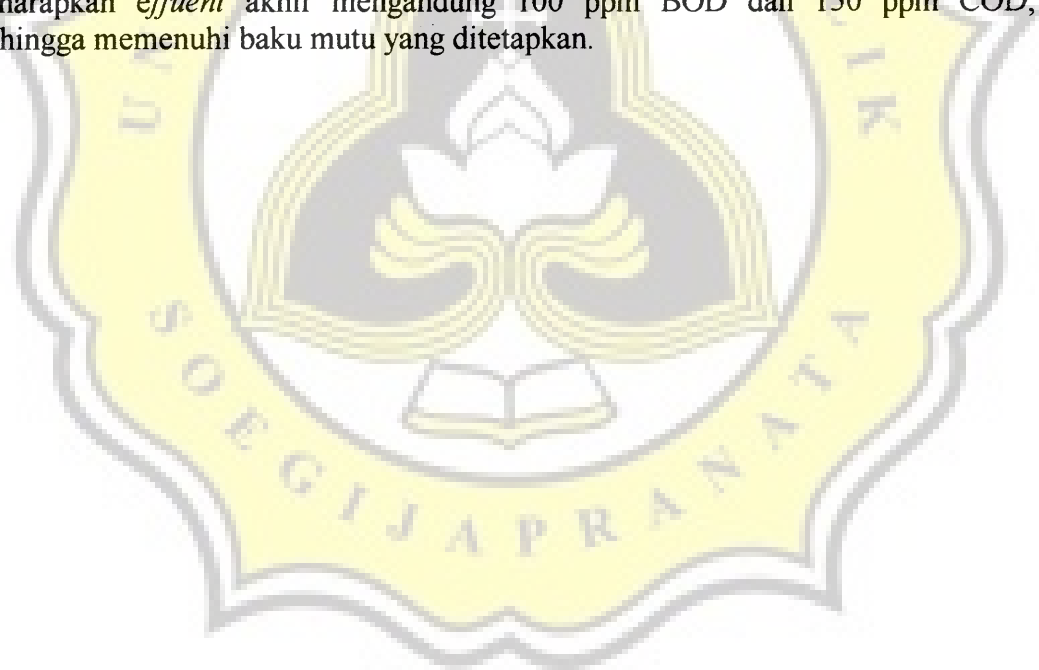 harapkan effluent akhir mengandung 100 ppm BOD dan 150 ppm COD,
hingga memenuhi baku mutu yang ditetapkan.
SOEGIJAPRANATA